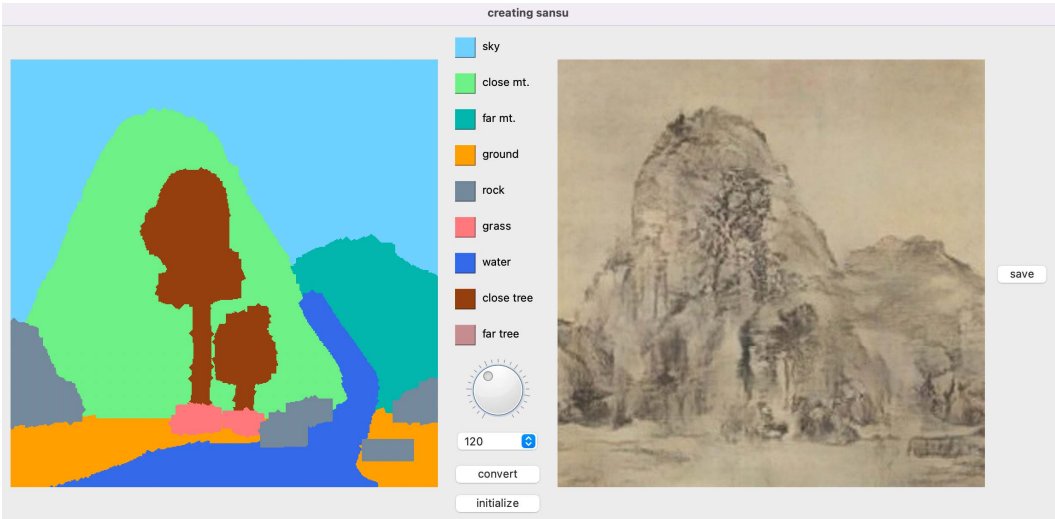 creating sansu
sky
close mt.
far mt.
ground
rock
grass
water
close tree
far tree
120
convert
initialize
save